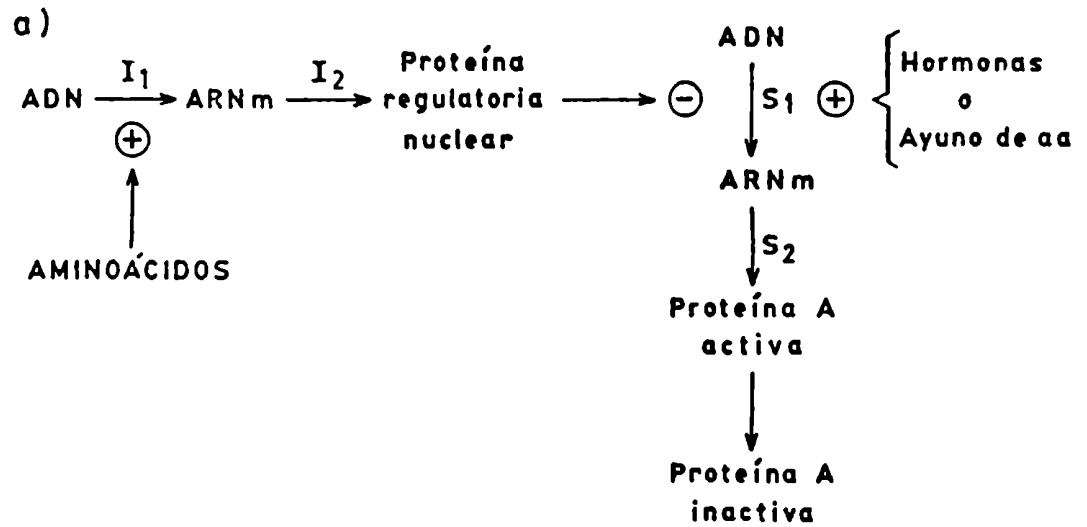 a)
ADN I1 ARNm I2 Proteína
regulatoria
nuclear
+
AMINOÁCIDOS
−
ADN
S1
+
Hormonas
o
Ayuno de aa
ARNm
S2
Proteína A
activa
Proteína A
inactiva